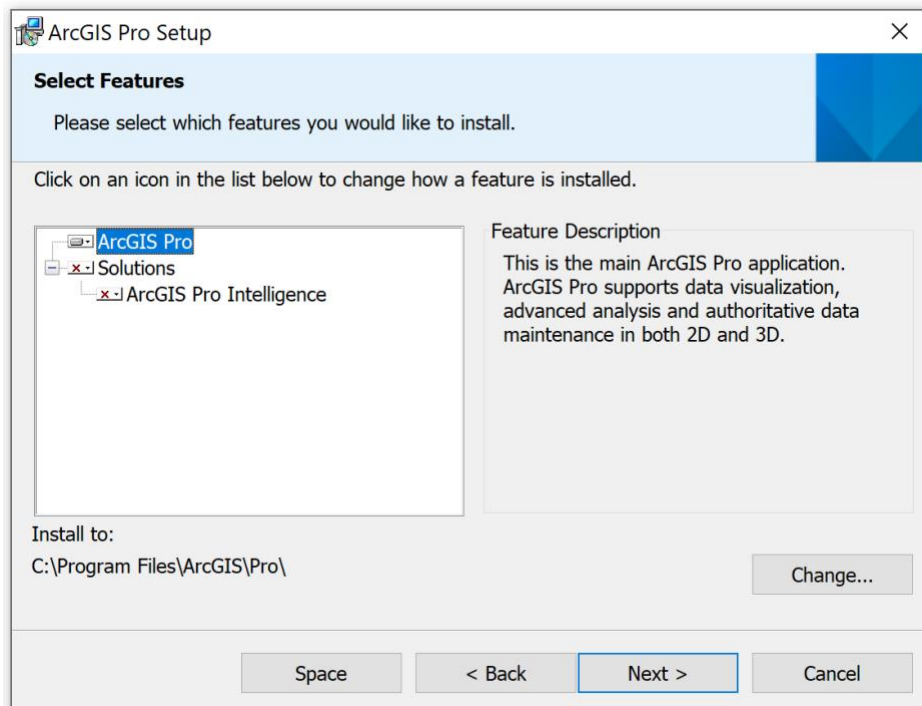 ArcGIS Pro Setup
Select Features
Please select which features you would like to install.
Click on an icon in the list below to change how a feature is installed.
ArcGIS Pro
Solutions
ArcGIS Pro Intelligence
Feature Description
This is the main ArcGIS Pro application.
ArcGIS Pro supports data visualization,
advanced analysis and authoritative data
maintenance in both 2D and 3D.
Install to:
C:\Program Files\ArcGIS\Pro\
Change...
Space
< Back
Next >
Cancel